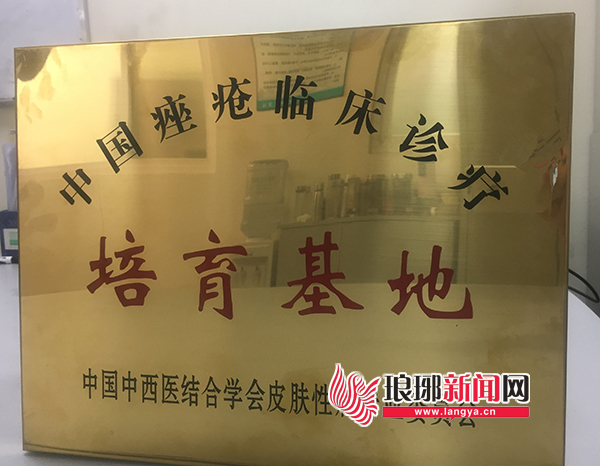 中国痤疮临床诊疗
培育基地
中国中西医结合学会皮肤性
琅琊新闻网
www.langya.cn